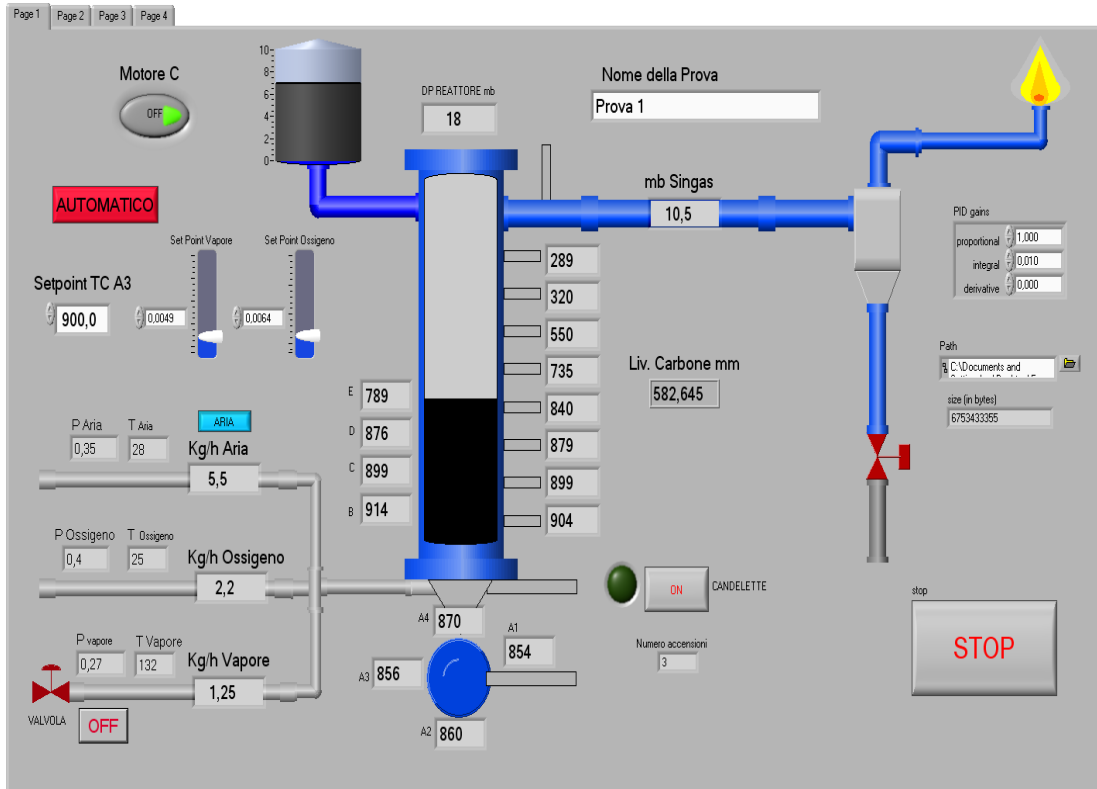 Page 1 Page 2 Page 3 Page 4
Motore C
OFF
10
8
6
4
2
0
DP REATTORE mb
18
Nome della Prova
Prova 1
AUTOMATICO
mb Singas
10,5
Set Point Vapore
Set Point Ossigeno
Setpoint TC A3
900,0
0,0049
0,0064
PID gains
proportional 1,000
integral 0,010
derivative 0,000
289
320
550
735
840
879
899
904
Liv. Carbone mm
582,645
Path
C:\Documents and
size (in bytes)
6753433355
E 789
D 876
C 899
B 914
ARIA
P Aria
0,35
T Aria
28
Kg/h Aria
5,5
P Ossigeno
0,4
T Ossigeno
25
Kg/h Ossigeno
2,2
P vapore
0,27
T Vapore
132
Kg/h Vapore
1,25
VALVOLA
OFF
A4 870
A1
854
A3 856
A2 860
ON
CANDELETTE
Numero accensioni
3
stop
STOP